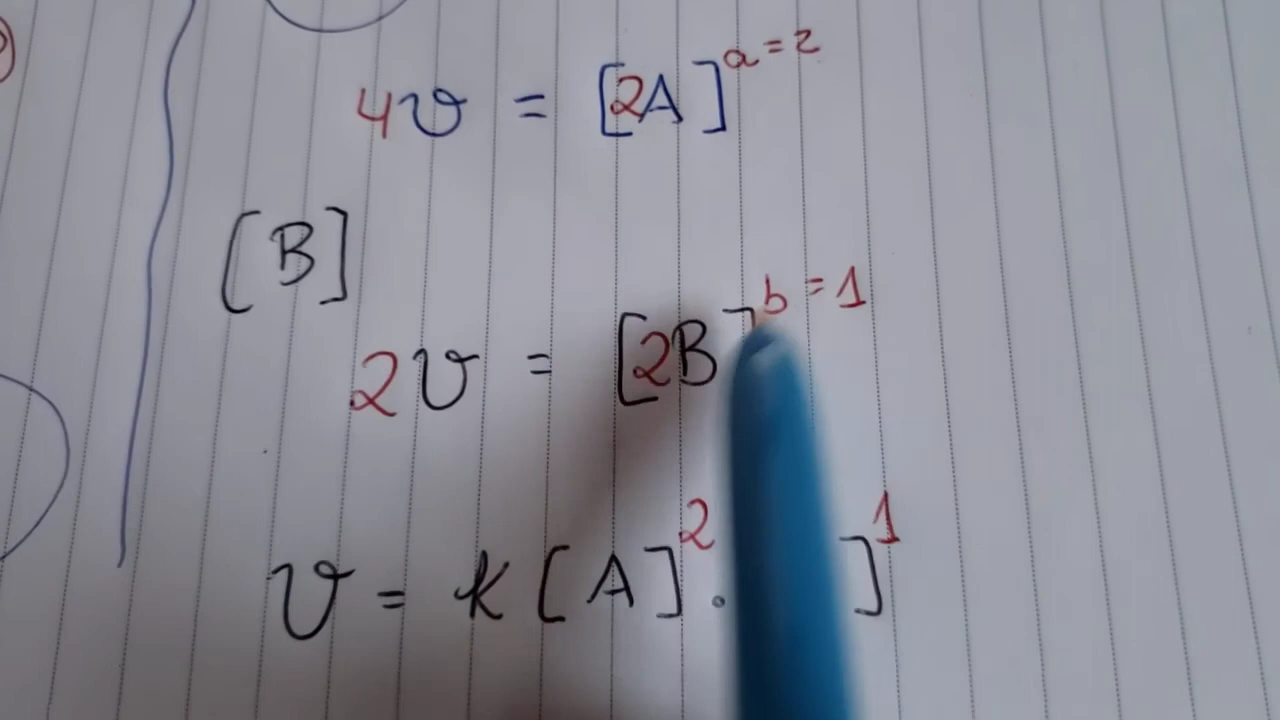 4v = [2A]^a=2
[B]
2v = [2B]^b=1
v = k[A]^2 . ]^1